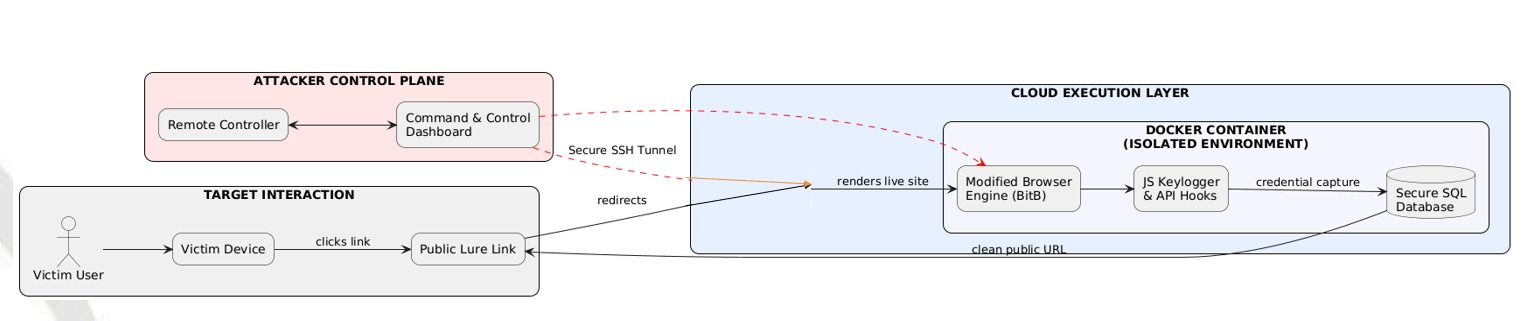 ATTACKER CONTROL PLANE
Remote Controller
Command & Control
Dashboard
Secure SSH Tunnel
TARGET INTERACTION
Victim User
Victim Device
clicks link
Public Lure Link
redirects
CLOUD EXECUTION LAYER
renders live site
DOCKER CONTAINER
(ISOLATED ENVIRONMENT)
Modified Browser
Engine (BitB)
JS Keylogger
& API Hooks
credential capture
Secure SQL
Database
clean public URL